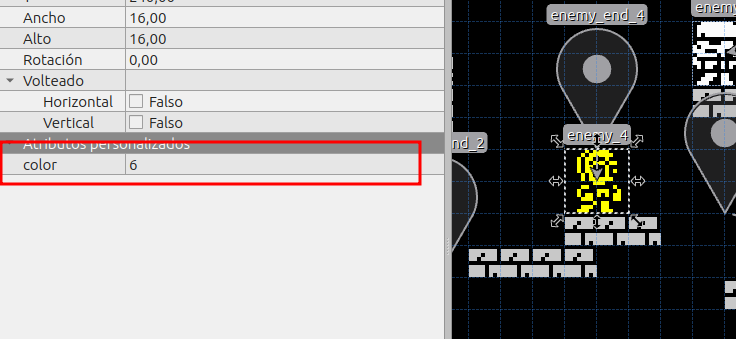 Ancho 16,00
Alto 16,00
Rotación 0,00
Volteado
Horizontal Falso
Vertical Falso
Atributos personalizados
color 6
enemy_end_4
enemy_4
nd_2
enemy